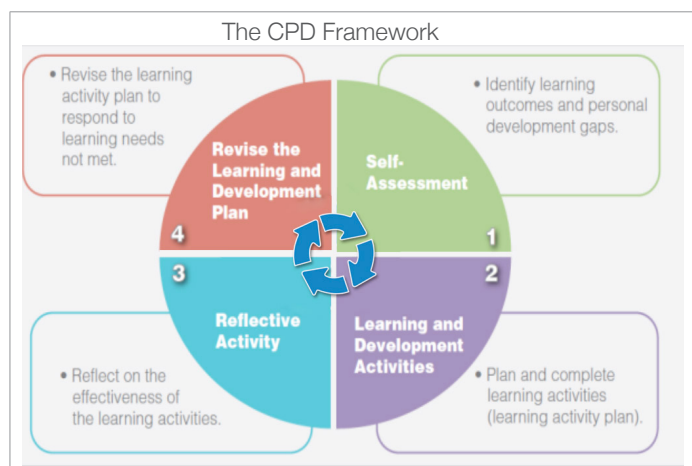 The CPD Framework
• Revise the learning
activity plan to
respond to
learning needs
not met.
Revise the
Learning and
Development
Plan
4
• Identify learning
outcomes and personal
development gaps.
Self-
Assessment
1
3
Reflective
Activity
• Reflect on the
effectiveness of
the learning activities.
2
Learning and
Development
Activities
• Plan and complete
learning activities
(learning activity plan).